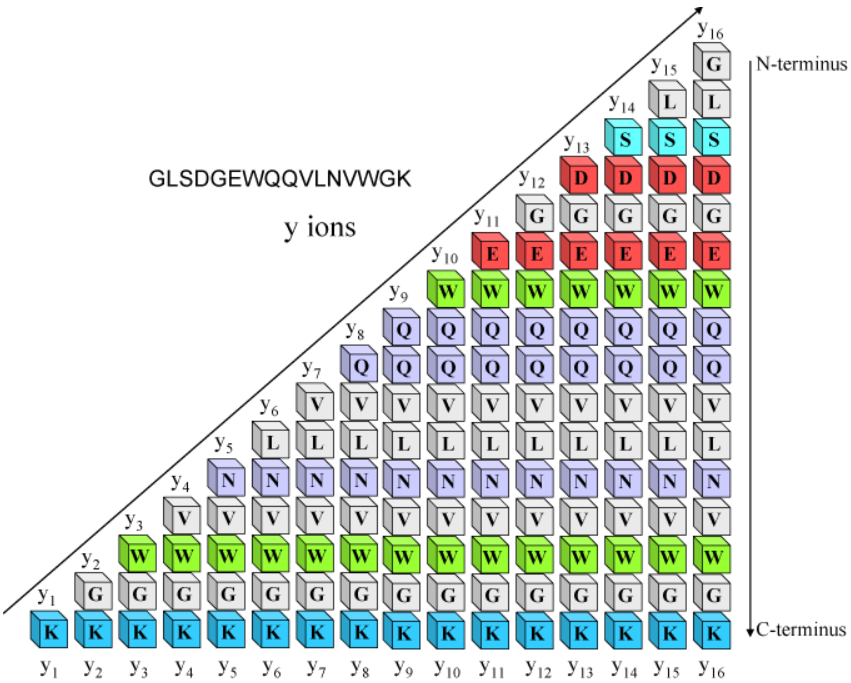 y₁₆
G N-terminus
y₁₅
L L
y₁₄
S S S
y₁₃
D D D D
GLSDGEWQQVLNVWGK
y₁₂
G G G G G
y₁₁
y ions
E E E E E E
y₁₀
W W W W W W W
y₉
Q Q Q Q Q Q Q Q
y₈
Q Q Q Q Q Q Q Q Q
y₇
V V V V V V V V V V
y₆
L L L L L L L L L L L
y₅
N N N N N N N N N N N N
y₄
V V V V V V V V V V V V V
y₃
W W W W W W W W W W W W W W
y₂
G G G G G G G G G G G G G G G
y₁
K K K K K K K K K K K K K K K K C-terminus
y₁ y₂ y₃ y₄ y₅ y₆ y₇ y₈ y₉ y₁₀ y₁₁ y₁₂ y₁₃ y₁₄ y₁₅ y₁₆